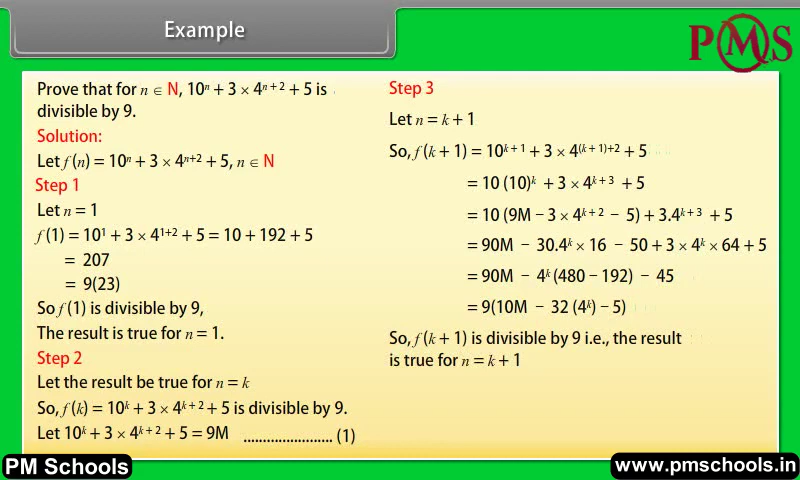 Example
PMS
Prove that for n ∈ N, 10ⁿ + 3 × 4ⁿ⁺² + 5 is
divisible by 9.
Solution:
Let f(n) = 10ⁿ + 3 × 4ⁿ⁺² + 5, n ∈ N
Step 1
Let n = 1
f(1) = 10¹ + 3 × 4¹⁺² + 5 = 10 + 192 + 5
= 207
= 9(23)
So f(1) is divisible by 9,
The result is true for n = 1.
Step 2
Let the result be true for n = k
So, f(k) = 10ᵏ + 3 × 4ᵏ⁺² + 5 is divisible by 9.
Let 10ᵏ + 3 × 4ᵏ⁺² + 5 = 9M ....................... (1)
Step 3
Let n = k + 1
So, f(k + 1) = 10ᵏ⁺¹ + 3 × 4⁽ᵏ⁺¹⁾⁺² + 5
= 10 (10)ᵏ + 3 × 4ᵏ⁺³ + 5
= 10 (9M − 3 × 4ᵏ⁺² − 5) + 3.4ᵏ⁺³ + 5
= 90M − 30.4ᵏ × 16 − 50 + 3 × 4ᵏ × 64 + 5
= 90M − 4ᵏ (480 − 192) − 45
= 9(10M − 32 (4ᵏ) − 5)
So, f(k + 1) is divisible by 9 i.e., the result
is true for n = k + 1
PM Schools
www.pmschools.in